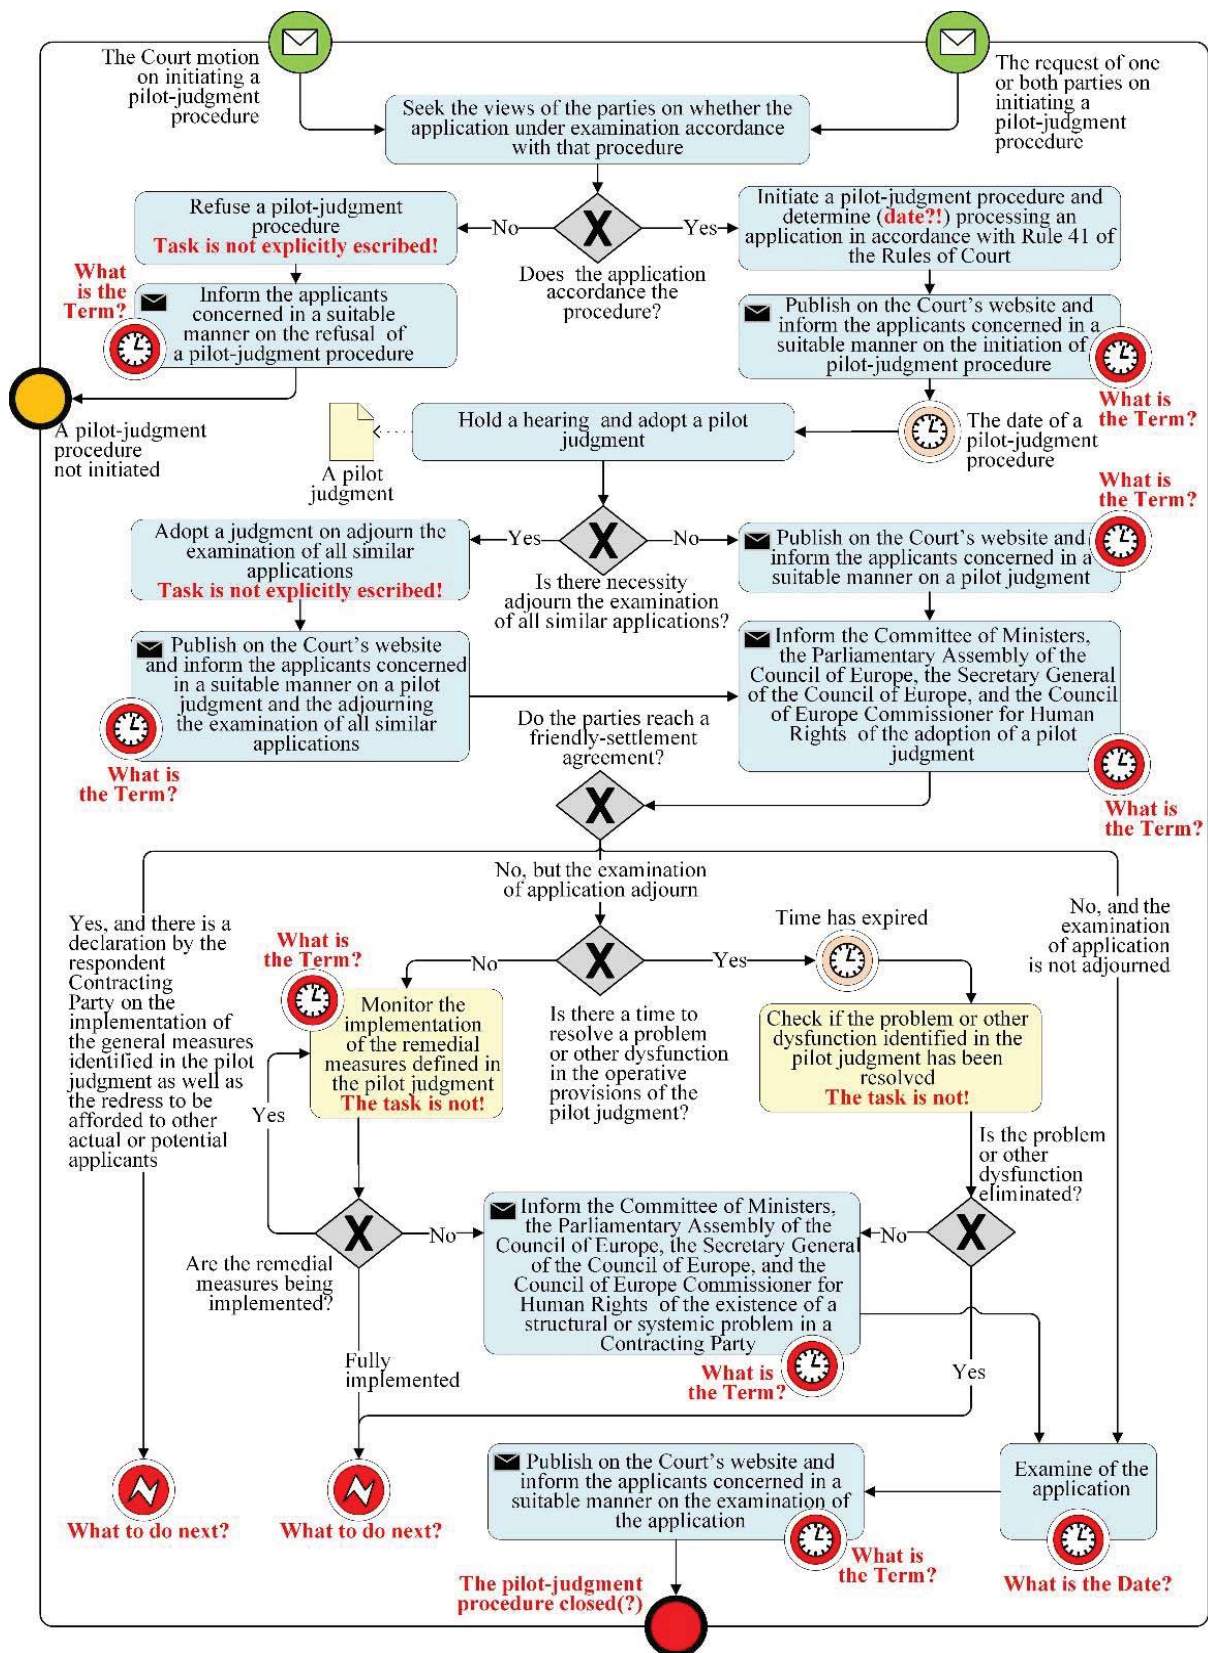 The Court motion
on initiating a
pilot-judgment
procedure
The request of one
or both parties on
initiating a
pilot-judgment
procedure
Seek the views of the parties on whether the
application under examination accordance
with that procedure
Refuse a pilot-judgment
procedure
Task is not explicitly escribed!
No
X
Yes
Initiate a pilot-judgment procedure and
determine (date?!) processing an
application in accordance with Rule 41 of
the Rules of Court
Does the application
accordance the
procedure?
What
is the
Term?
Inform the applicants
concerned in a suitable
manner on the refusal of
a pilot-judgment procedure
Publish on the Court's website and
inform the applicants concerned in a
suitable manner on the initiation of
pilot-judgment procedure
What is
the Term?
A pilot-judgment
procedure
not initiated
A pilot
judgment
Hold a hearing and adopt a pilot
judgment
The date of a
pilot-judgment
procedure
What is
the Term?
Adopt a judgment on adjourn the
examination of all similar
applications
Task is not explicitly escribed!
Yes
X
No
Publish on the Court's website and
inform the applicants concerned in a
suitable manner on a pilot judgment
Is there necessity
adjourn the examination
of all similar applications?
Publish on the Court's website
and inform the applicants concerned
in a suitable manner on a pilot
judgment and the adjourning
the examination of all similar
applications
What is
the Term?
Inform the Committee of Ministers,
the Parliamentary Assembly of the
Council of Europe, the Secretary General
of the Council of Europe, and the Council
of Europe Commissioner for Human
Rights of the adoption of a pilot
judgment
What is
the Term?
Do the parties reach a
friendly-settlement
agreement?
X
Yes, and there is a
declaration by the
respondent
Contracting
Party on the
implementation of
the general measures
identified in the pilot
judgment as well as
the redress to be
afforded to other
actual or potential
applicants
No, but the examination
of application adjourn
No, and the
examination
of application
is not adjourned
What is
the Term?
No
X
Yes
Time has expired
Monitor the
implementation
of the remedial
measures defined
in the pilot judgment
The task is not!
Is there a time to
resolve a problem
or other dysfunction
in the operative
provisions of the
pilot judgment?
Check if the problem or other
dysfunction identified in the
pilot judgment has been
resolved
The task is not!
Yes
Is the problem
or other
dysfunction
eliminated?
X
No
Inform the Committee of Ministers,
the Parliamentary Assembly of the
Council of Europe, the Secretary General
of the Council of Europe, and the
Council of Europe Commissioner for
Human Rights of the existence of a
structural or systemic problem in a
Contracting Party
No
X
Are the remedial
measures being
implemented?
What is
the Term?
Fully
implemented
Yes
What to do next?
What to do next?
Publish on the Court's website and
inform the applicants concerned in a
suitable manner on the examination of
the application
What is
the Term?
Examine of the
application
What is the Date?
The pilot-judgment
procedure closed(?)